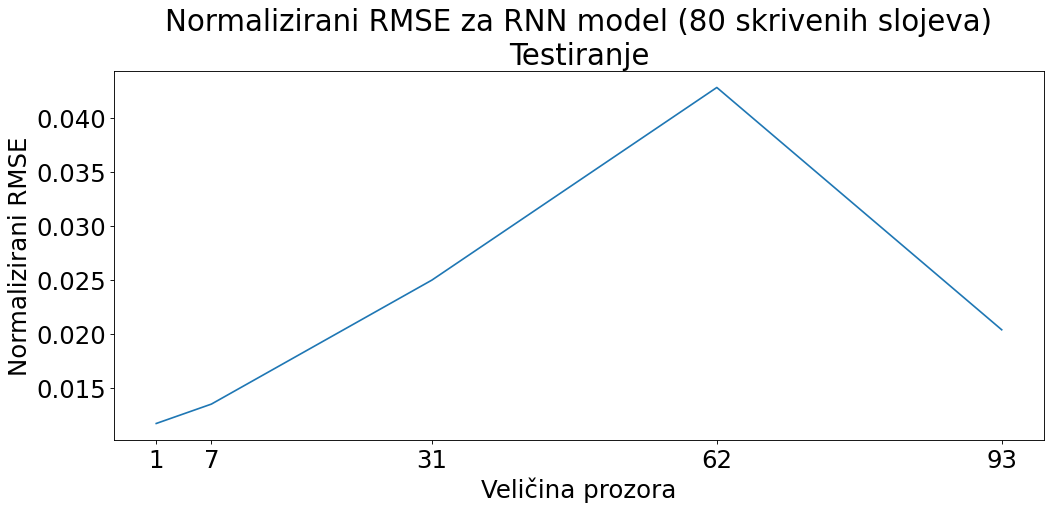 Normalizirani RMSE za RNN model (80 skrivenih slojeva)
Testiranje
Normalizirani RMSE
0.040
0.035
0.030
0.025
0.020
0.015
1 7 31 62 93
Veličina prozora